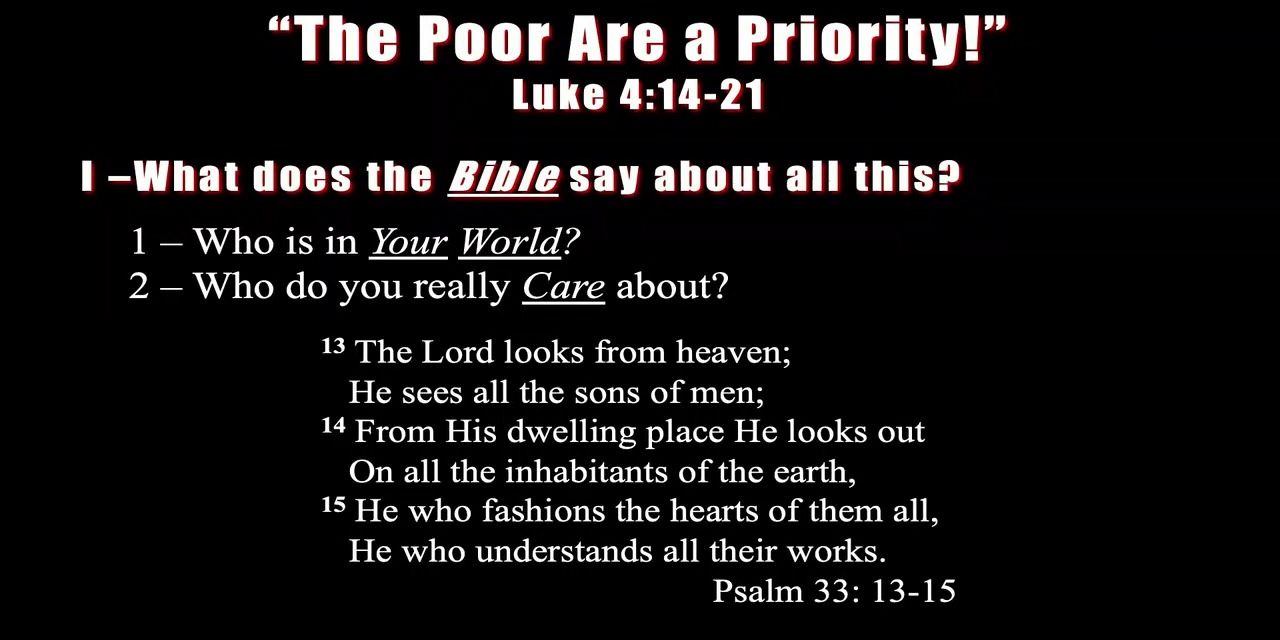 “The Poor Are a Priority!”
Luke 4:14-21
I –What does the Bible say about all this?
1 – Who is in Your World?
2 – Who do you really Care about?
13 The Lord looks from heaven;
He sees all the sons of men;
14 From His dwelling place He looks out
On all the inhabitants of the earth,
15 He who fashions the hearts of them all,
He who understands all their works.
Psalm 33: 13-15